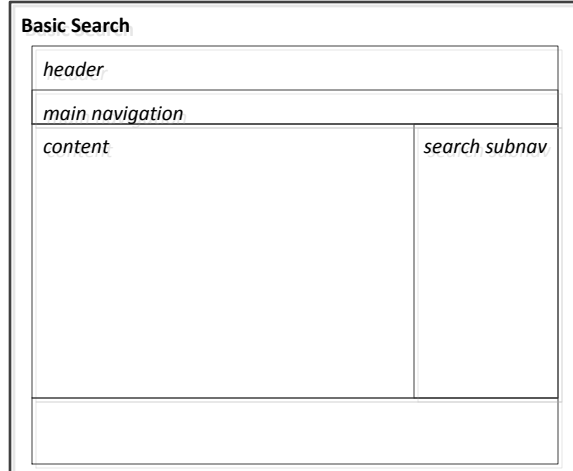 Basic Search
header
main navigation
content
search subnav